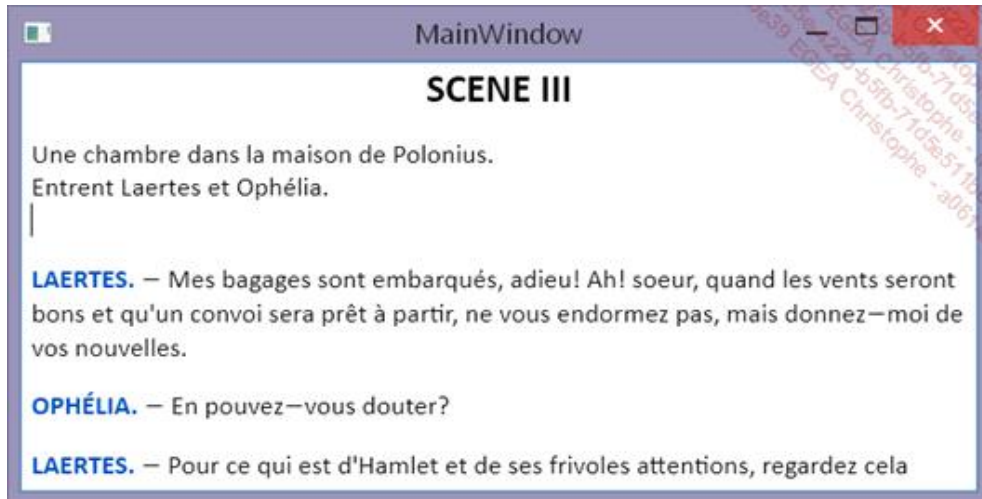 MainWindow
SCENE III
Une chambre dans la maison de Polonius.
Entrent Laertes et Ophélia.
LAERTES. — Mes bagages sont embarqués, adieu! Ah! soeur, quand les vents seront
bons et qu'un convoi sera prêt à partir, ne vous endormez pas, mais donnez—moi de
vos nouvelles.
OPHÉLIA. — En pouvez—vous douter?
LAERTES. — Pour ce qui est d'Hamlet et de ses frivoles attentions, regardez cela